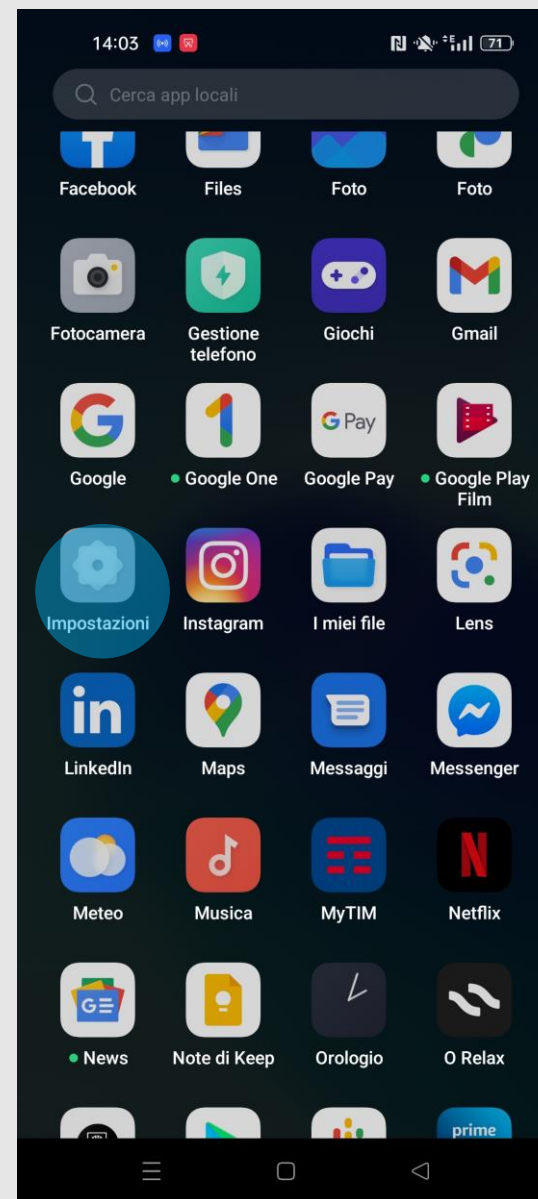 14:03
71
Cerca app locali
Facebook Files Foto Foto
Fotocamera Gestione telefono Giochi Gmail
G Pay
Google Google One Google Pay Google Play Film
Impostazioni Instagram I miei file Lens
in
LinkedIn Maps Messaggi Messenger
N
Meteo Musica MyTIM Netflix
G
News Note di Keep Orologio O Relax
prime